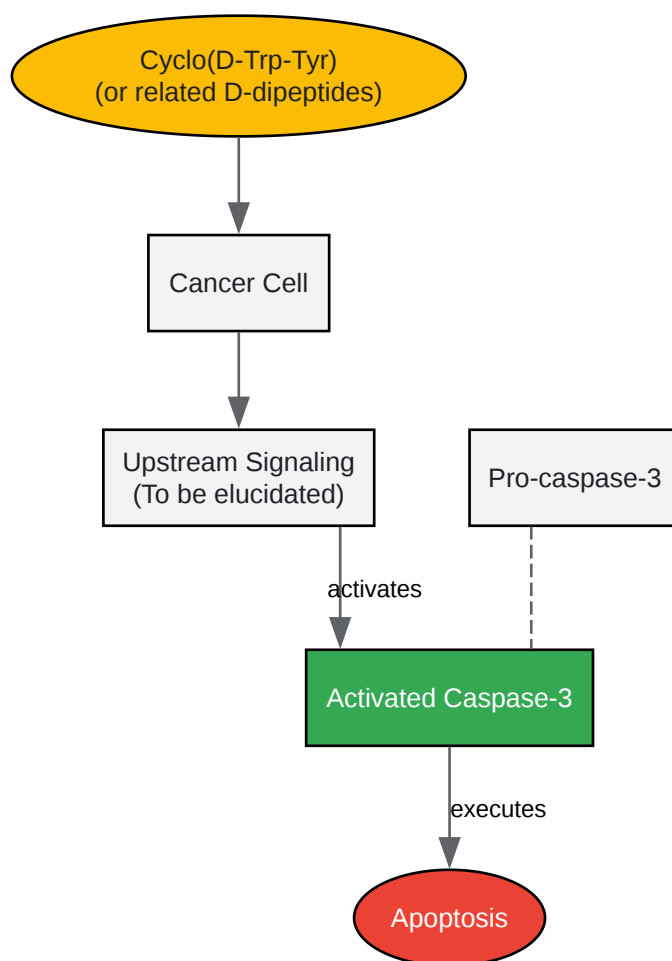 Cyclo(D-Trp-Tyr)
(or related D-dipeptides)
Cancer Cell
Upstream Signaling
(To be elucidated)
Pro-caspase-3
activates
Activated Caspase-3
executes
Apoptosis